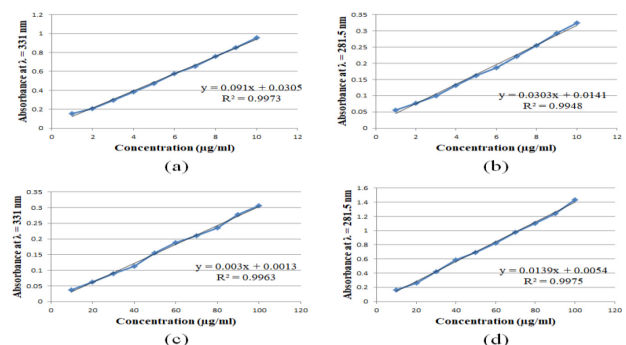 Absorbance at λ = 331 nm
1.2
1
0.8
0.6
0.4
0.2
0
y = 0.091x + 0.0305
R² = 0.9973
0 2 4 6 8 10 12
Concentration (µg/ml)
(a)
Absorbance at λ = 281.5 nm
0.35
0.3
0.25
0.2
0.15
0.1
0.05
0
y = 0.0303x + 0.0141
R² = 0.9948
0 2 4 6 8 10 12
Concentration (µg/ml)
(b)
Absorbance at λ = 331 nm
0.35
0.3
0.25
0.2
0.15
0.1
0.05
0
y = 0.003x + 0.0013
R² = 0.9963
0 20 40 60 80 100 120
Concentration (µg/ml)
(c)
Absorbance at λ = 281.5 nm
1.6
1.4
1.2
1
0.8
0.6
0.4
0.2
0
y = 0.0139x + 0.0054
R² = 0.9975
0 20 40 60 80 100 120
Concentration (µg/ml)
(d)